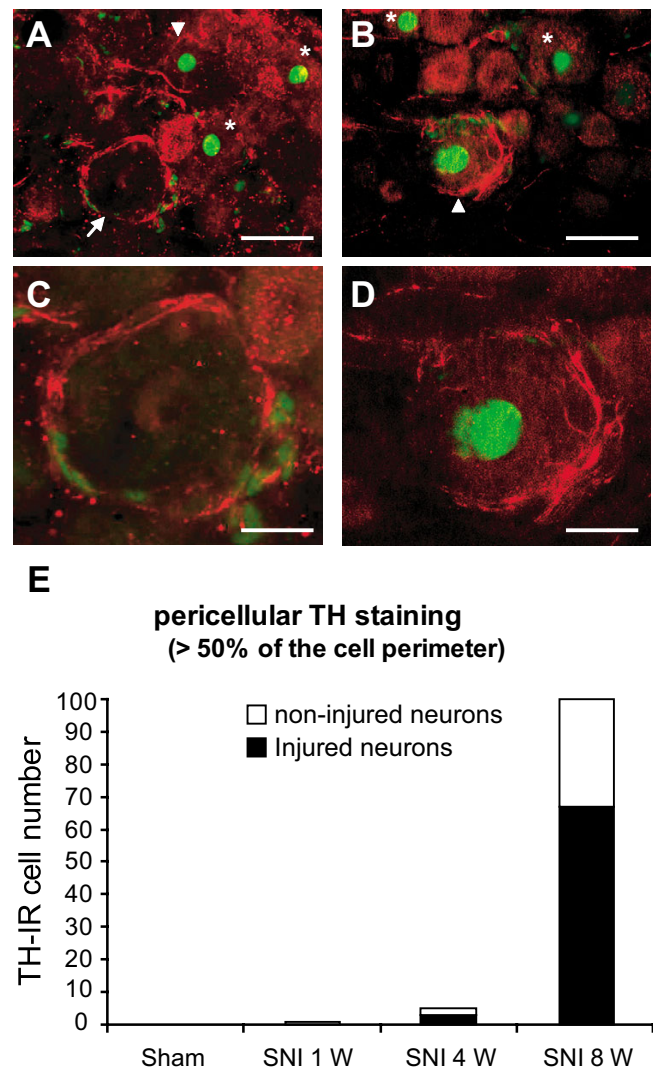 A
B
*
*
*
*
C
D
E
pericellular TH staining
(> 50% of the cell perimeter)
non-injured neurons
Injured neurons
TH-IR cell number
100
90
80
70
60
50
40
30
20
10
0
Sham
SNI 1 W
SNI 4 W
SNI 8 W